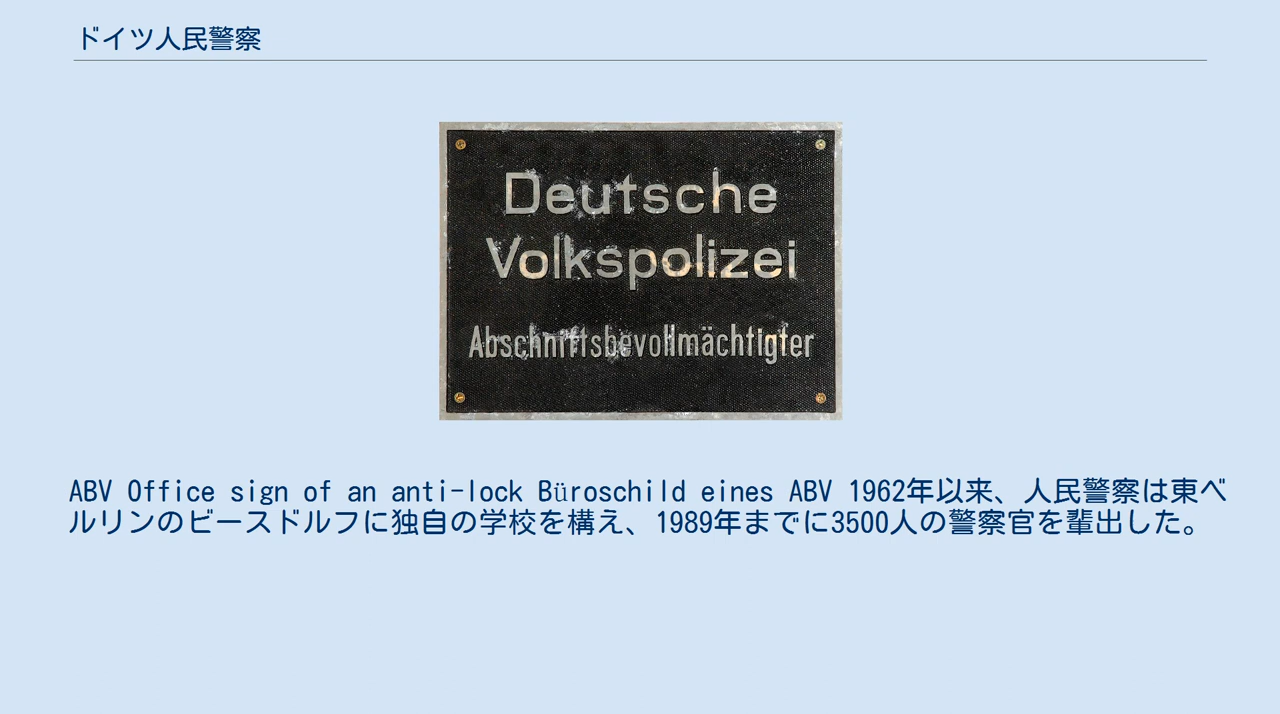 ドイツ人民警察
Deutsche
Volkspolizei
Abschnittsbevollmächtigter
ABV Office sign of an anti-lock Büroschild eines ABV 1962年以来、人民警察は東ベ
ルリンのビースドルフに独自の学校を構え、1989年までに3500人の警察官を輩出した。